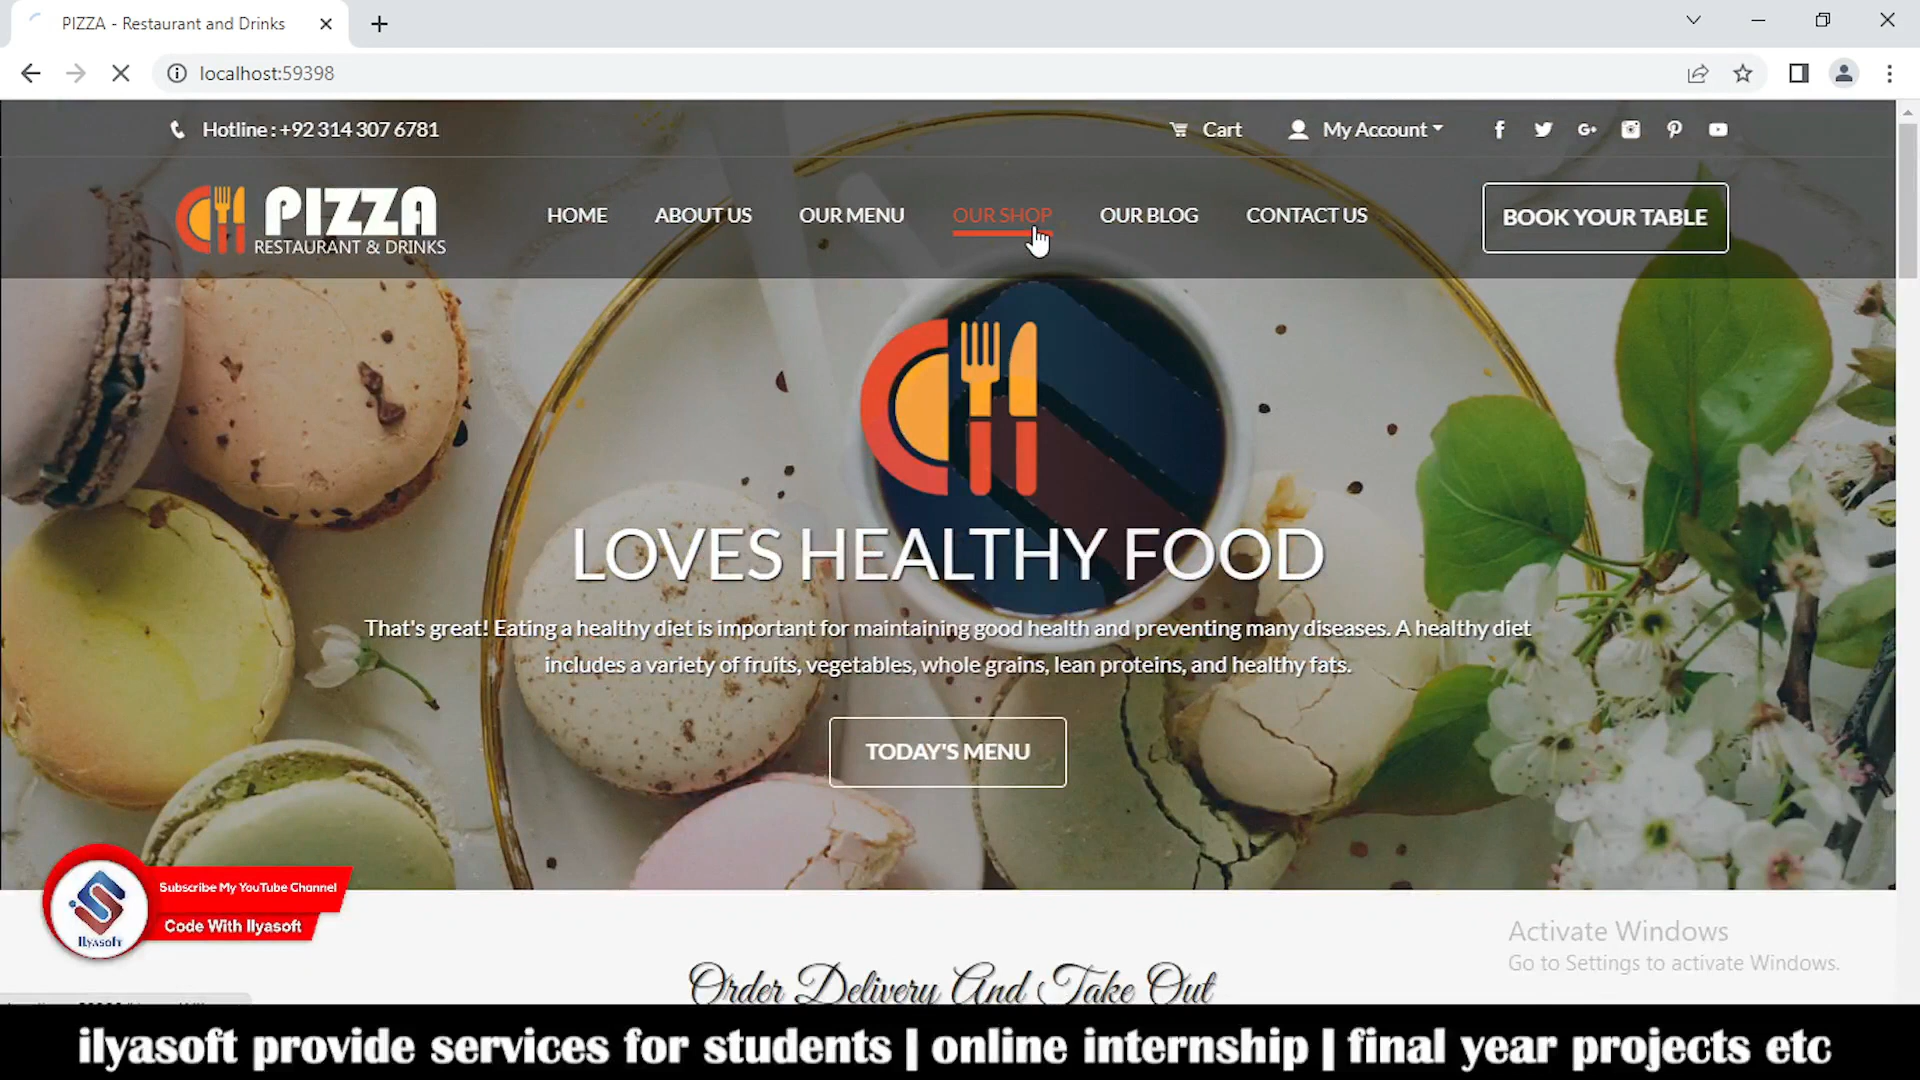 PIZZA - Restaurant and Drinks
localhost:59398
Hotline : +92 314 307 6781
Cart
My Account
PIZZA
RESTAURANT & DRINKS
HOME
ABOUT US
OUR MENU
OUR SHOP
OUR BLOG
CONTACT US
BOOK YOUR TABLE
LOVES HEALTHY FOOD
That's great! Eating a healthy diet is important for maintaining good health and preventing many diseases. A healthy diet
includes a variety of fruits, vegetables, whole grains, lean proteins, and healthy fats.
TODAY'S MENU
Subscribe My YouTube Channel
Code With Ilyasoft
Ilyasoft
Activate Windows
Go to Settings to activate Windows.
Order Delivery And Take Out
ilyasoft provide services for students | online internship | final year projects etc